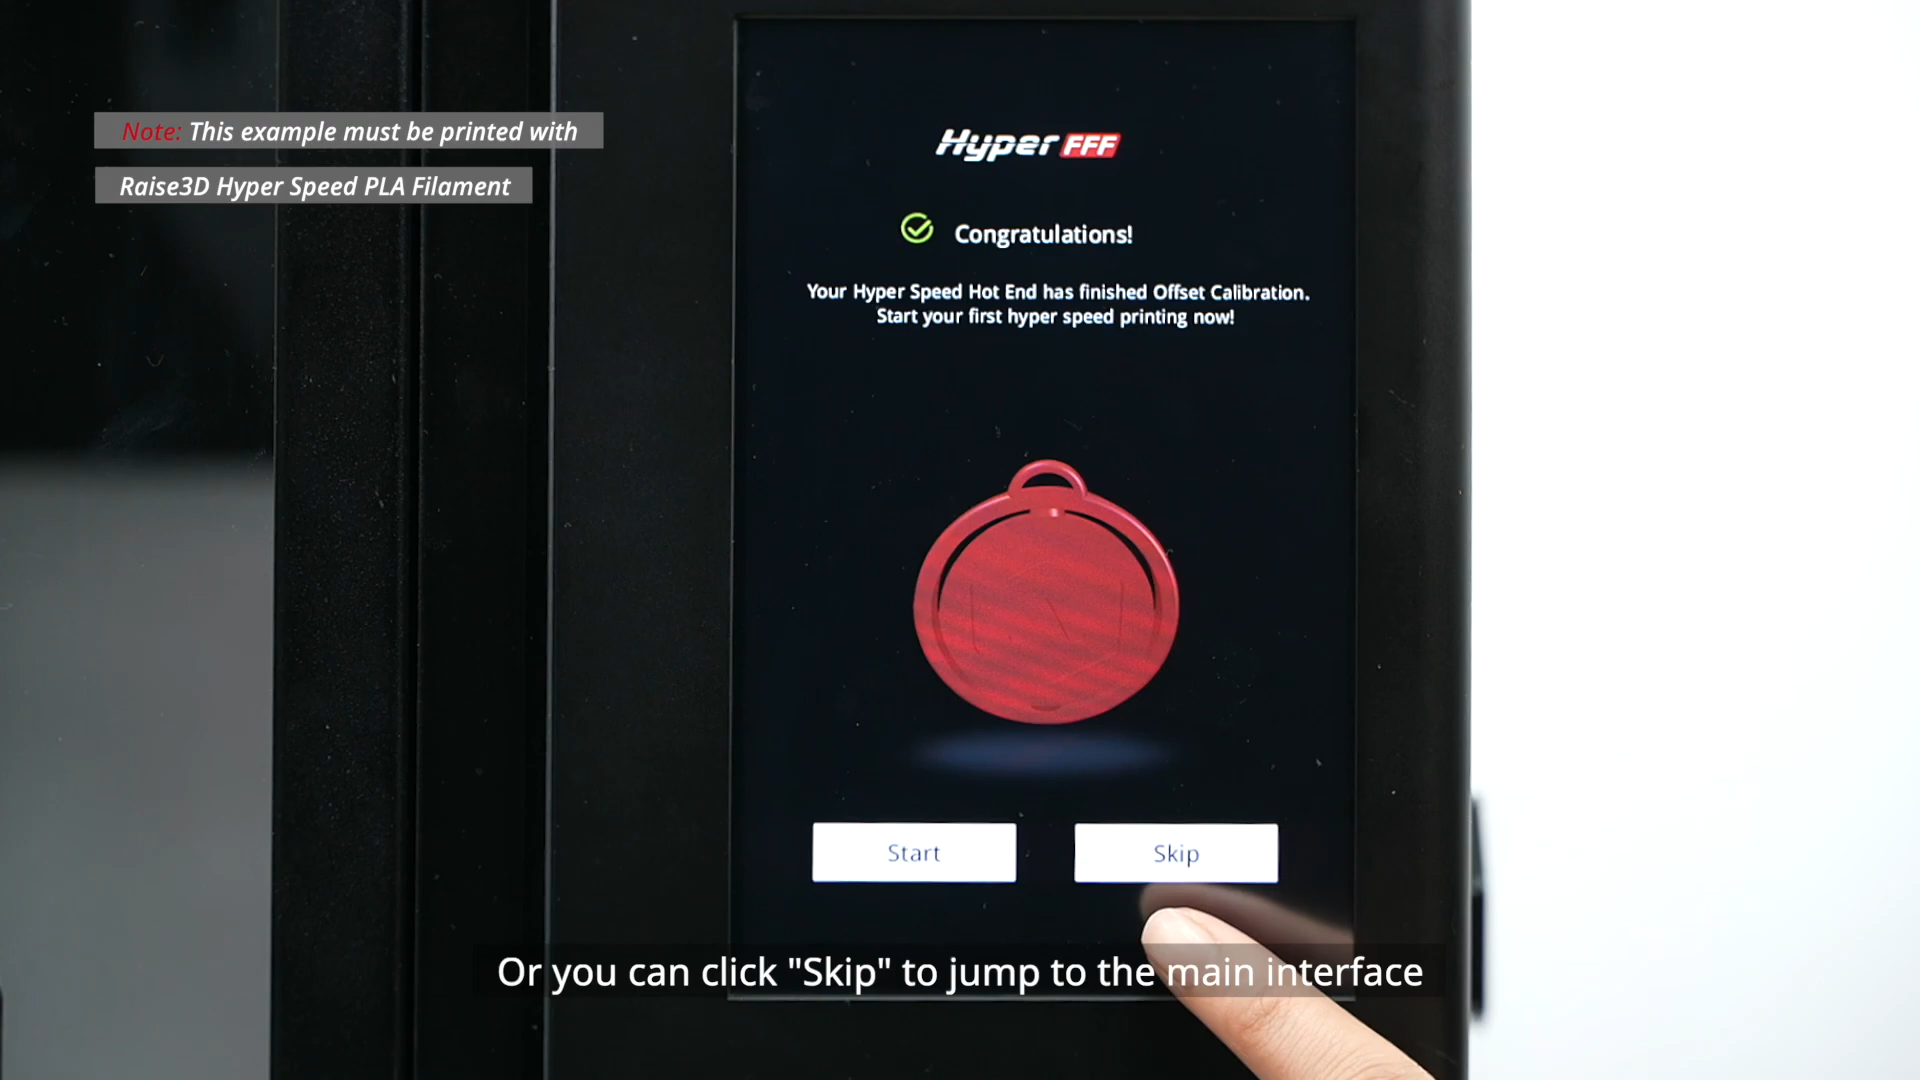 Note: This example must be printed with
Raise3D Hyper Speed PLA Filament
Hyper FFF
Congratulations!
Your Hyper Speed Hot End has finished Offset Calibration.
Start your first hyper speed printing now!
Start
Skip
Or you can click "Skip" to jump to the main interface